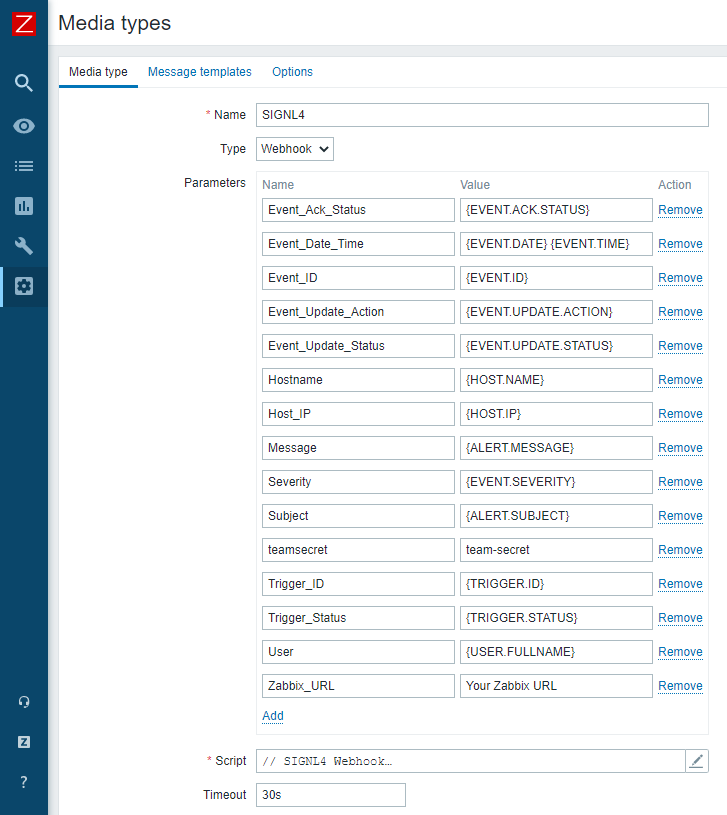 Z
Media types
Media type Message templates Options
* Name SIGNL4
Type Webhook
Parameters Name Value Action
Event_Ack_Status {EVENT.ACK.STATUS} Remove
Event_Date_Time {EVENT.DATE} {EVENT.TIME} Remove
Event_ID {EVENT.ID} Remove
Event_Update_Action {EVENT.UPDATE.ACTION} Remove
Event_Update_Status {EVENT.UPDATE.STATUS} Remove
Hostname {HOST.NAME} Remove
Host_IP {HOST.IP} Remove
Message {ALERT.MESSAGE} Remove
Severity {EVENT.SEVERITY} Remove
Subject {ALERT.SUBJECT} Remove
teamsecret team-secret Remove
Trigger_ID {TRIGGER.ID} Remove
Trigger_Status {TRIGGER.STATUS} Remove
User {USER.FULLNAME} Remove
Zabbix_URL Your Zabbix URL Remove
Add
Z
* Script // SIGNL4 Webhook…
?
Timeout 30s